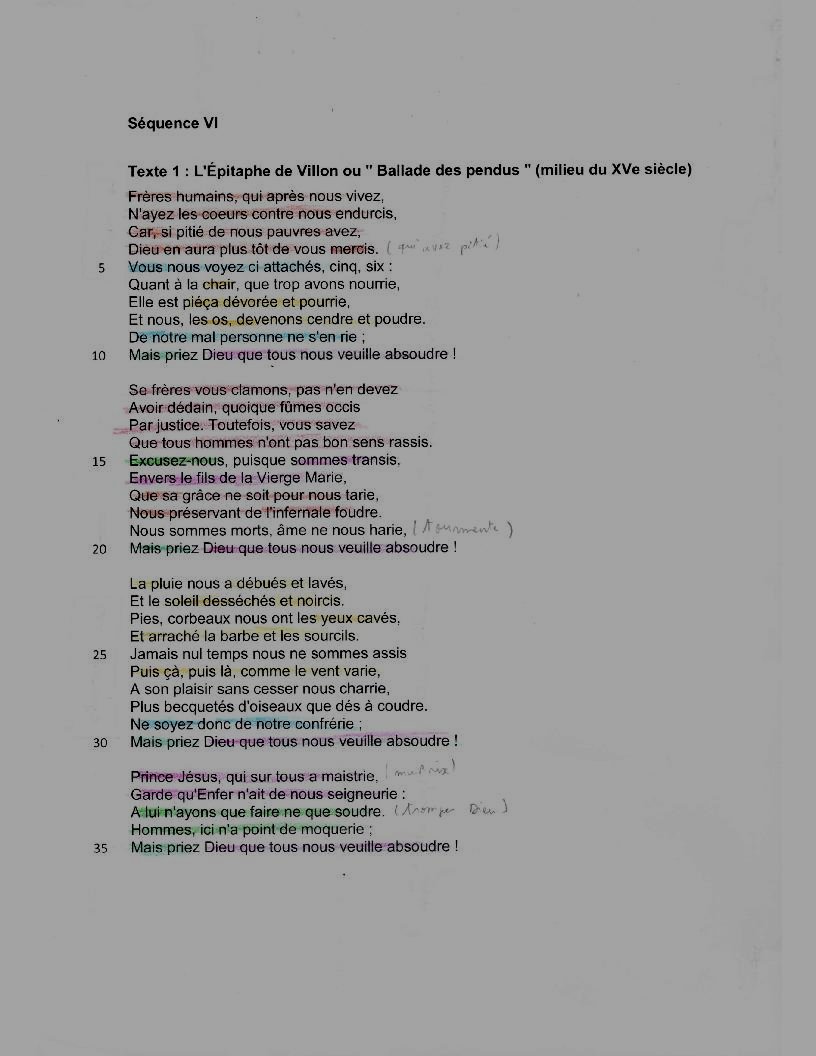 Séquence VI
Texte 1 : L'Épitaphe de Villon ou " Ballade des pendus " (milieu du XVe siècle)
Frères humains, qui après nous vivez,
N'ayez les coeurs contre nous endurcis,
Car, si pitié de nous pauvres avez,
Dieu en aura plus tôt de vous mercis. ( qui avez pitié )
5 Vous nous voyez ci attachés, cinq, six :
Quant à la chair, que trop avons nourrie,
Elle est piéça dévorée et pourrie,
Et nous, les os, devenons cendre et poudre.
De notre mal personne ne s'en rie ;
10 Mais priez Dieu que tous nous veuille absoudre !
Se frères vous clamons, pas n'en devez
Avoir dédain, quoique fûmes occis
Par justice. Toutefois, vous savez
Que tous hommes n'ont pas bon sens rassis.
15 Excusez-nous, puisque sommes transis,
Envers le fils de la Vierge Marie,
Que sa grâce ne soit pour nous tarie,
Nous préservant de l'infernale foudre.
Nous sommes morts, âme ne nous harie, ( tourmente )
20 Mais priez Dieu que tous nous veuille absoudre !
La pluie nous a débués et lavés,
Et le soleil desséchés et noircis.
Pies, corbeaux nous ont les yeux cavés,
Et arraché la barbe et les sourcils.
25 Jamais nul temps nous ne sommes assis
Puis çà, puis là, comme le vent varie,
A son plaisir sans cesser nous charrie,
Plus becquetés d'oiseaux que dés à coudre.
Ne soyez donc de notre confrérie ;
30 Mais priez Dieu que tous nous veuille absoudre !
Prince Jésus, qui sur tous a maistrie,
Garde qu'Enfer n'ait de nous seigneurie :
A lui n'ayons que faire ne que soudre. ( tromper Dieu )
Hommes, ici n'a point de moquerie ;
35 Mais priez Dieu que tous nous veuille absoudre !